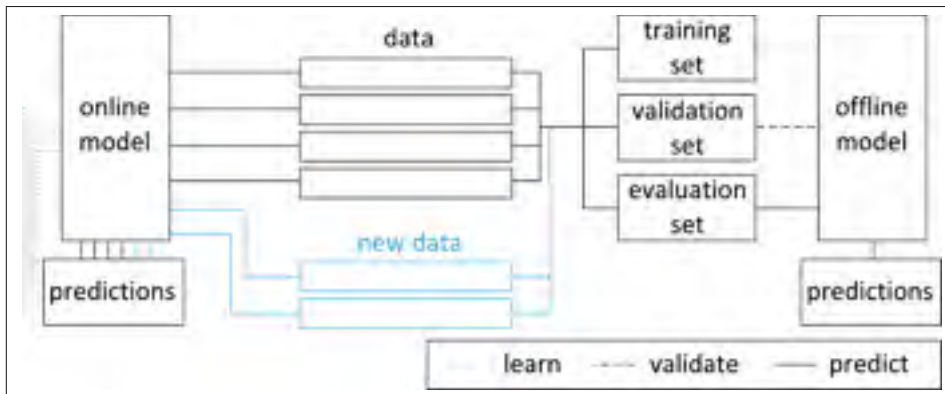 data
training
set
online
model
validation
set
offline
model
evaluation
set
new data
predictions
predictions
learn
validate
predict